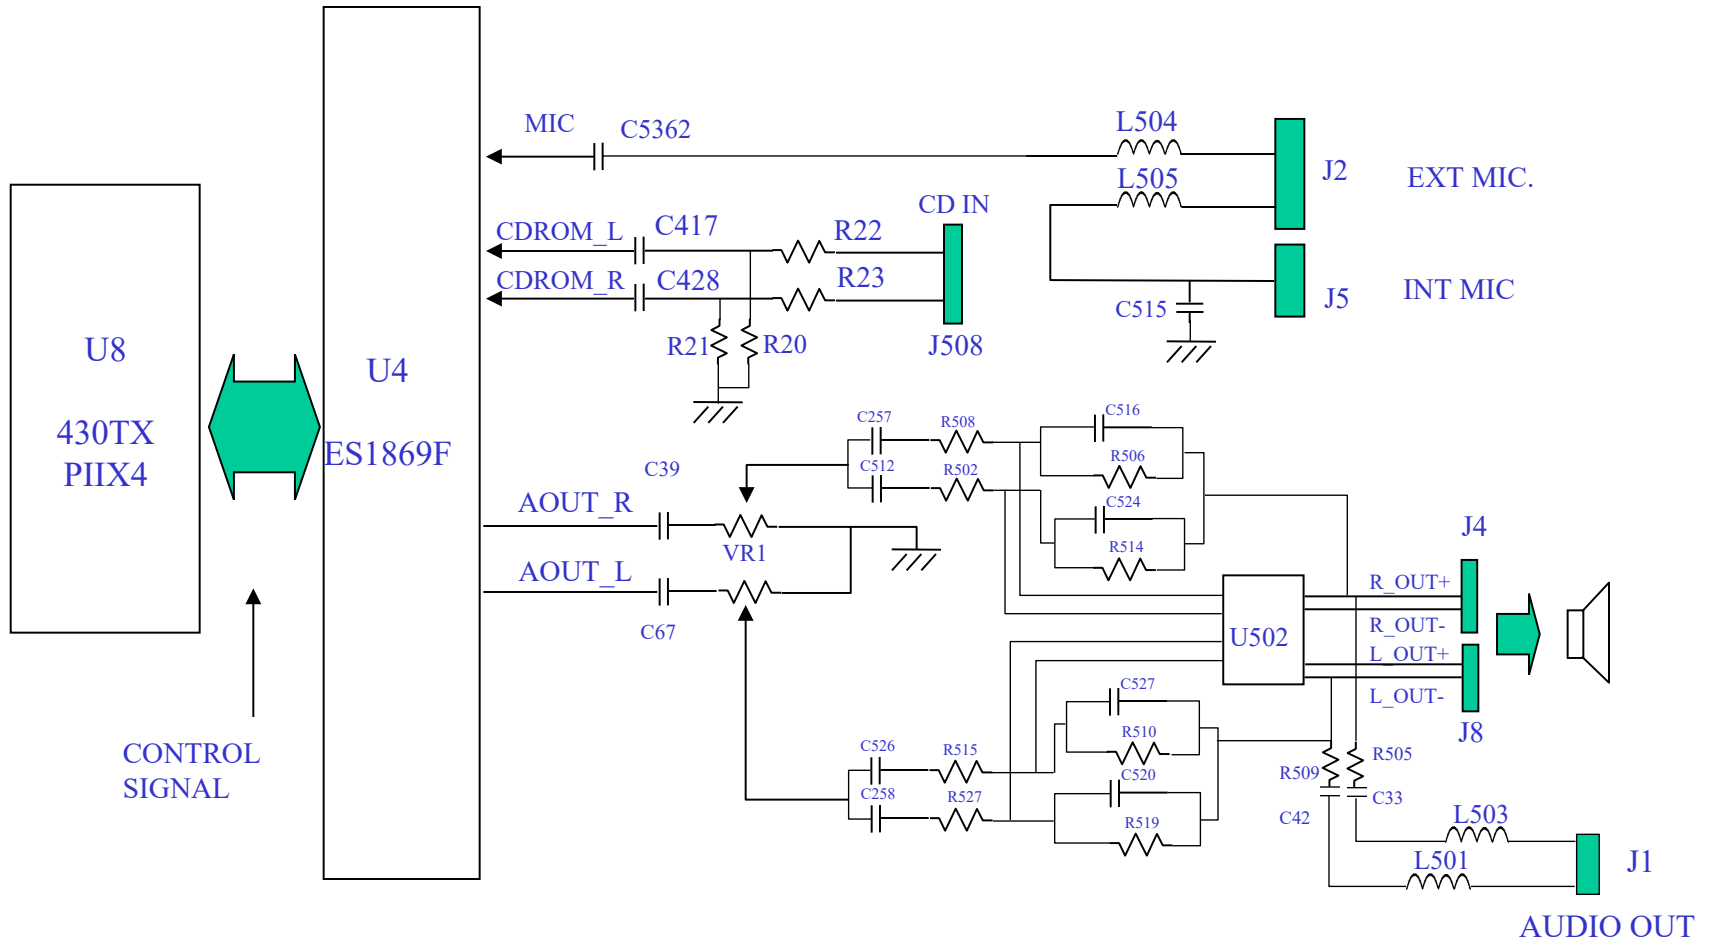 MIC
C5362
L504
J2
EXT MIC.
L505
CD IN
CDROM_L
C417
R22
CDROM_R
C428
R23
C515
J5
INT MIC
R21
R20
J508
U8
430TX
PIIX4
U4
ES1869F
C257
R508
C516
C39
C512
R502
R506
AOUT_R
C524
VR1
R514
J4
AOUT_L
R_OUT+
C67
U502
R_OUT-
L_OUT+
C527
L_OUT-
J8
CONTROL
SIGNAL
C526
R515
R510
R509
R505
C258
R527
C520
C42
C33
R519
L503
L501
J1
AUDIO OUT